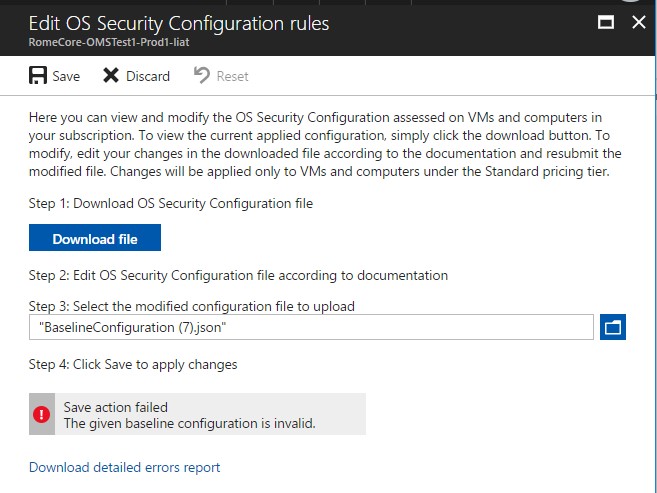 Edit OS Security Configuration rules
RomeCore-OMSTest1-Prod1-liat
Save Discard Reset
Here you can view and modify the OS Security Configuration assessed on VMs and computers in
your subscription. To view the current applied configuration, simply click the download button. To
modify, edit your changes in the downloaded file according to the documentation and resubmit the
modified file. Changes will be applied only to VMs and computers under the Standard pricing tier.
Step 1: Download OS Security Configuration file
Download file
Step 2: Edit OS Security Configuration file according to documentation
Step 3: Select the modified configuration file to upload
"BaselineConfiguration (7).json"
Step 4: Click Save to apply changes
Save action failed
The given baseline configuration is invalid.
Download detailed errors report